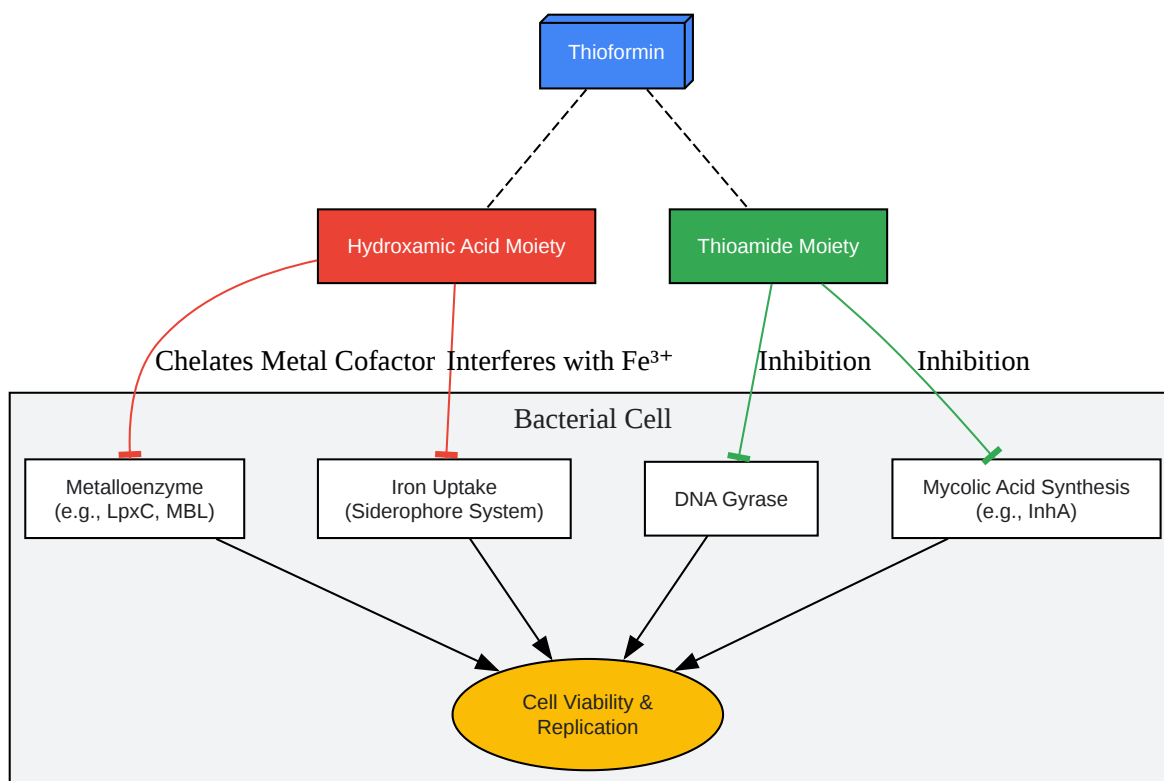 Thioformin
Hydroxamic Acid Moiety
Thioamide Moiety
Chelates Metal Cofactor
Interferes with Fe³⁺
Inhibition
Inhibition
Bacterial Cell
Metalloenzyme
(e.g., LpxC, MBL)
Iron Uptake
(Siderophore System)
DNA Gyrase
Mycolic Acid Synthesis
(e.g., InhA)
Cell Viability &
Replication